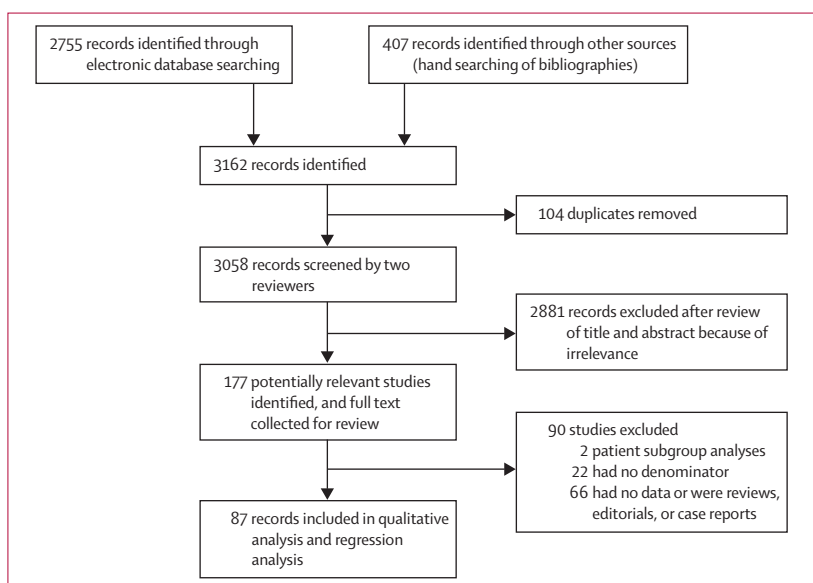 2755 records identified through
electronic database searching
407 records identified through other sources
(hand searching of bibliographies)
3162 records identified
104 duplicates removed
3058 records screened by two
reviewers
2881 records excluded after review
of title and abstract because of
irrelevance
177 potentially relevant studies
identified, and full text
collected for review
90 studies excluded
2 patient subgroup analyses
22 had no denominator
66 had no data or were reviews,
editorials, or case reports
87 records included in qualitative
analysis and regression
analysis